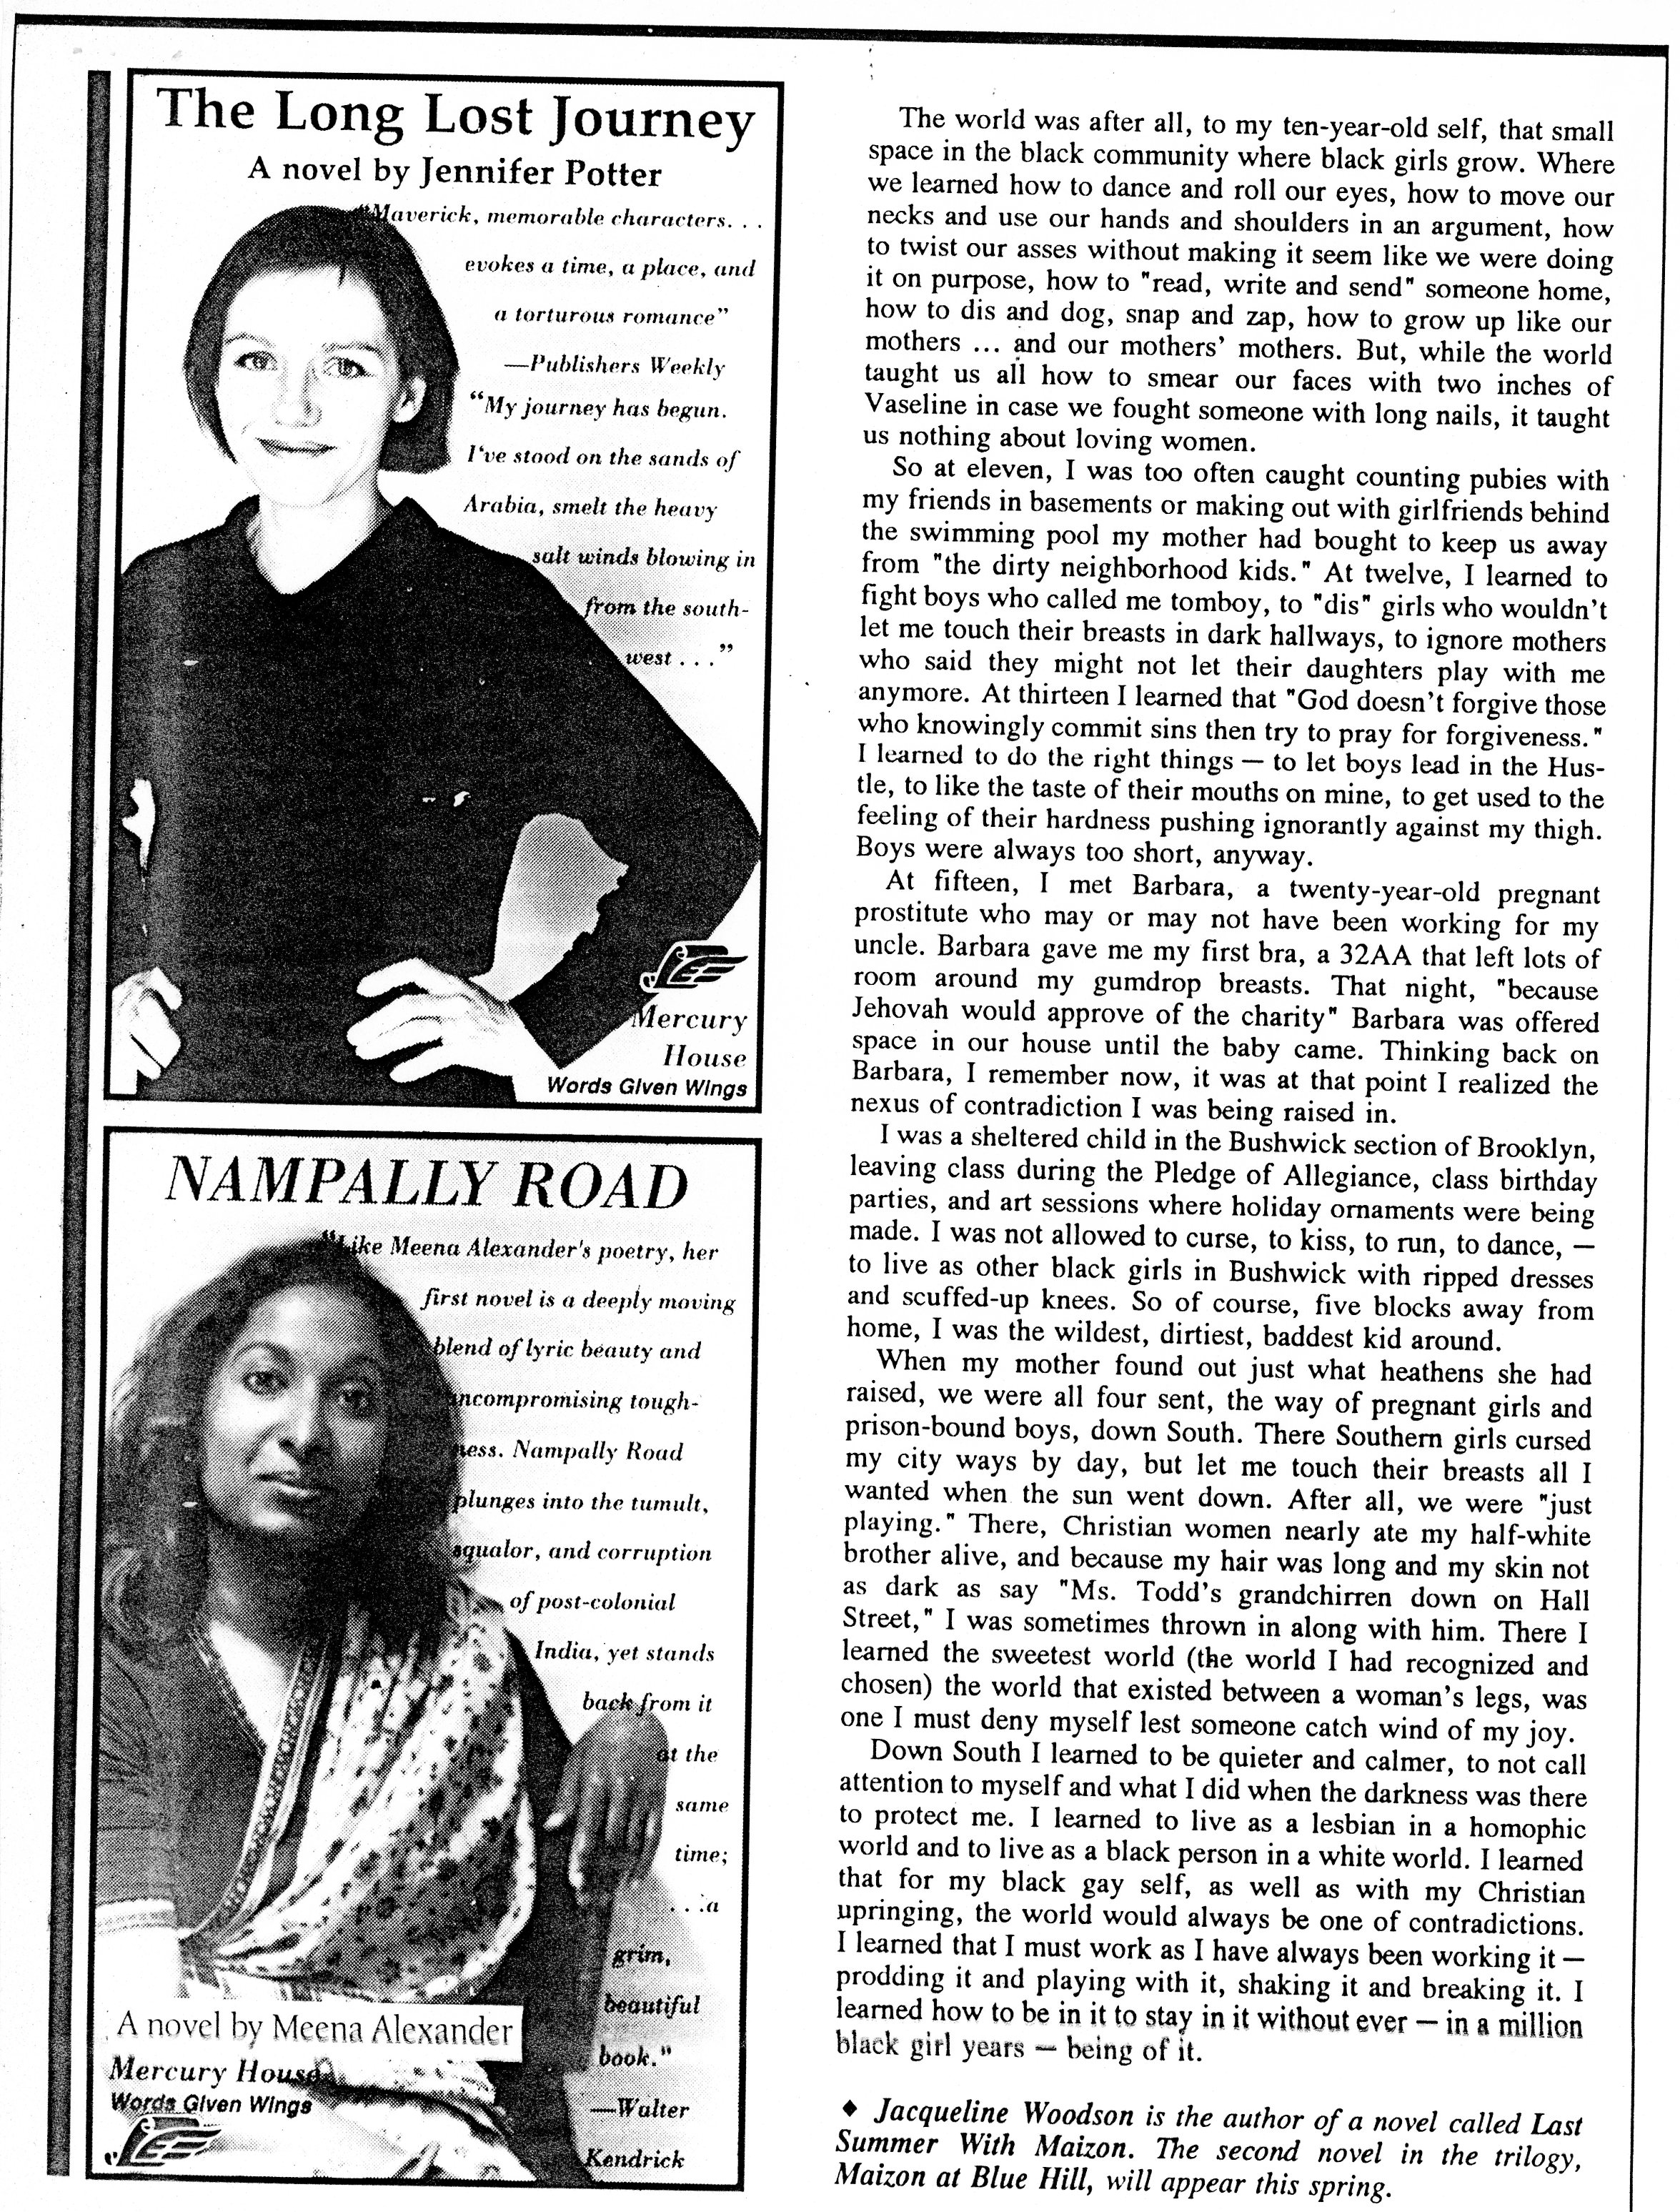 The Long Lost Journey
A novel by Jennifer Potter
"Maverick, memorable characters. . .
evokes a time, a place, and
a torturous romance"
—Publishers Weekly
"My journey has begun.
I've stood on the sands of
Arabia, smelt the heavy
salt winds blowing in
from the south-
west . . ."
Mercury
House
Words Given Wings
NAMPALLY ROAD
"Like Meena Alexander's poetry, her
first novel is a deeply moving
blend of lyric beauty and
uncompromising tough-
ness. Nampally Road
plunges into the tumult,
squalor, and corruption
of post-colonial
India, yet stands
back from it
at the
same
time;
. . .a
grim,
beautiful
book."
—Walter
Kendrick
A novel by Meena Alexander
Mercury House
Words Given Wings
The world was after all, to my ten-year-old self, that small
space in the black community where black girls grow. Where
we learned how to dance and roll our eyes, how to move our
necks and use our hands and shoulders in an argument, how
to twist our asses without making it seem like we were doing
it on purpose, how to "read, write and send" someone home,
how to dis and dog, snap and zap, how to grow up like our
mothers ... and our mothers' mothers. But, while the world
taught us all how to smear our faces with two inches of
Vaseline in case we fought someone with long nails, it taught
us nothing about loving women.
So at eleven, I was too often caught counting pubies with
my friends in basements or making out with girlfriends behind
the swimming pool my mother had bought to keep us away
from "the dirty neighborhood kids." At twelve, I learned to
fight boys who called me tomboy, to "dis" girls who wouldn't
let me touch their breasts in dark hallways, to ignore mothers
who said they might not let their daughters play with me
anymore. At thirteen I learned that "God doesn't forgive those
who knowingly commit sins then try to pray for forgiveness."
I learned to do the right things — to let boys lead in the Hus-
tle, to like the taste of their mouths on mine, to get used to the
feeling of their hardness pushing ignorantly against my thigh.
Boys were always too short, anyway.
At fifteen, I met Barbara, a twenty-year-old pregnant
prostitute who may or may not have been working for my
uncle. Barbara gave me my first bra, a 32AA that left lots of
room around my gumdrop breasts. That night, "because
Jehovah would approve of the charity" Barbara was offered
space in our house until the baby came. Thinking back on
Barbara, I remember now, it was at that point I realized the
nexus of contradiction I was being raised in.
I was a sheltered child in the Bushwick section of Brooklyn,
leaving class during the Pledge of Allegiance, class birthday
parties, and art sessions where holiday ornaments were being
made. I was not allowed to curse, to kiss, to run, to dance, —
to live as other black girls in Bushwick with ripped dresses
and scuffed-up knees. So of course, five blocks away from
home, I was the wildest, dirtiest, baddest kid around.
When my mother found out just what heathens she had
raised, we were all four sent, the way of pregnant girls and
prison-bound boys, down South. There Southern girls cursed
my city ways by day, but let me touch their breasts all I
wanted when the sun went down. After all, we were "just
playing." There, Christian women nearly ate my half-white
brother alive, and because my hair was long and my skin not
as dark as say "Ms. Todd's grandchirren down on Hall
Street," I was sometimes thrown in along with him. There I
learned the sweetest world (the world I had recognized and
chosen) the world that existed between a woman's legs, was
one I must deny myself lest someone catch wind of my joy.
Down South I learned to be quieter and calmer, to not call
attention to myself and what I did when the darkness was there
to protect me. I learned to live as a lesbian in a homophic
world and to live as a black person in a white world. I learned
that for my black gay self, as well as with my Christian
upringing, the world would always be one of contradictions.
I learned that I must work as I have always been working it —
prodding it and playing with it, shaking it and breaking it. I
learned how to be in it to stay in it without ever — in a million
black girl years — being of it.
♦ Jacqueline Woodson is the author of a novel called Last
Summer With Maizon. The second novel in the trilogy,
Maizon at Blue Hill, will appear this spring.